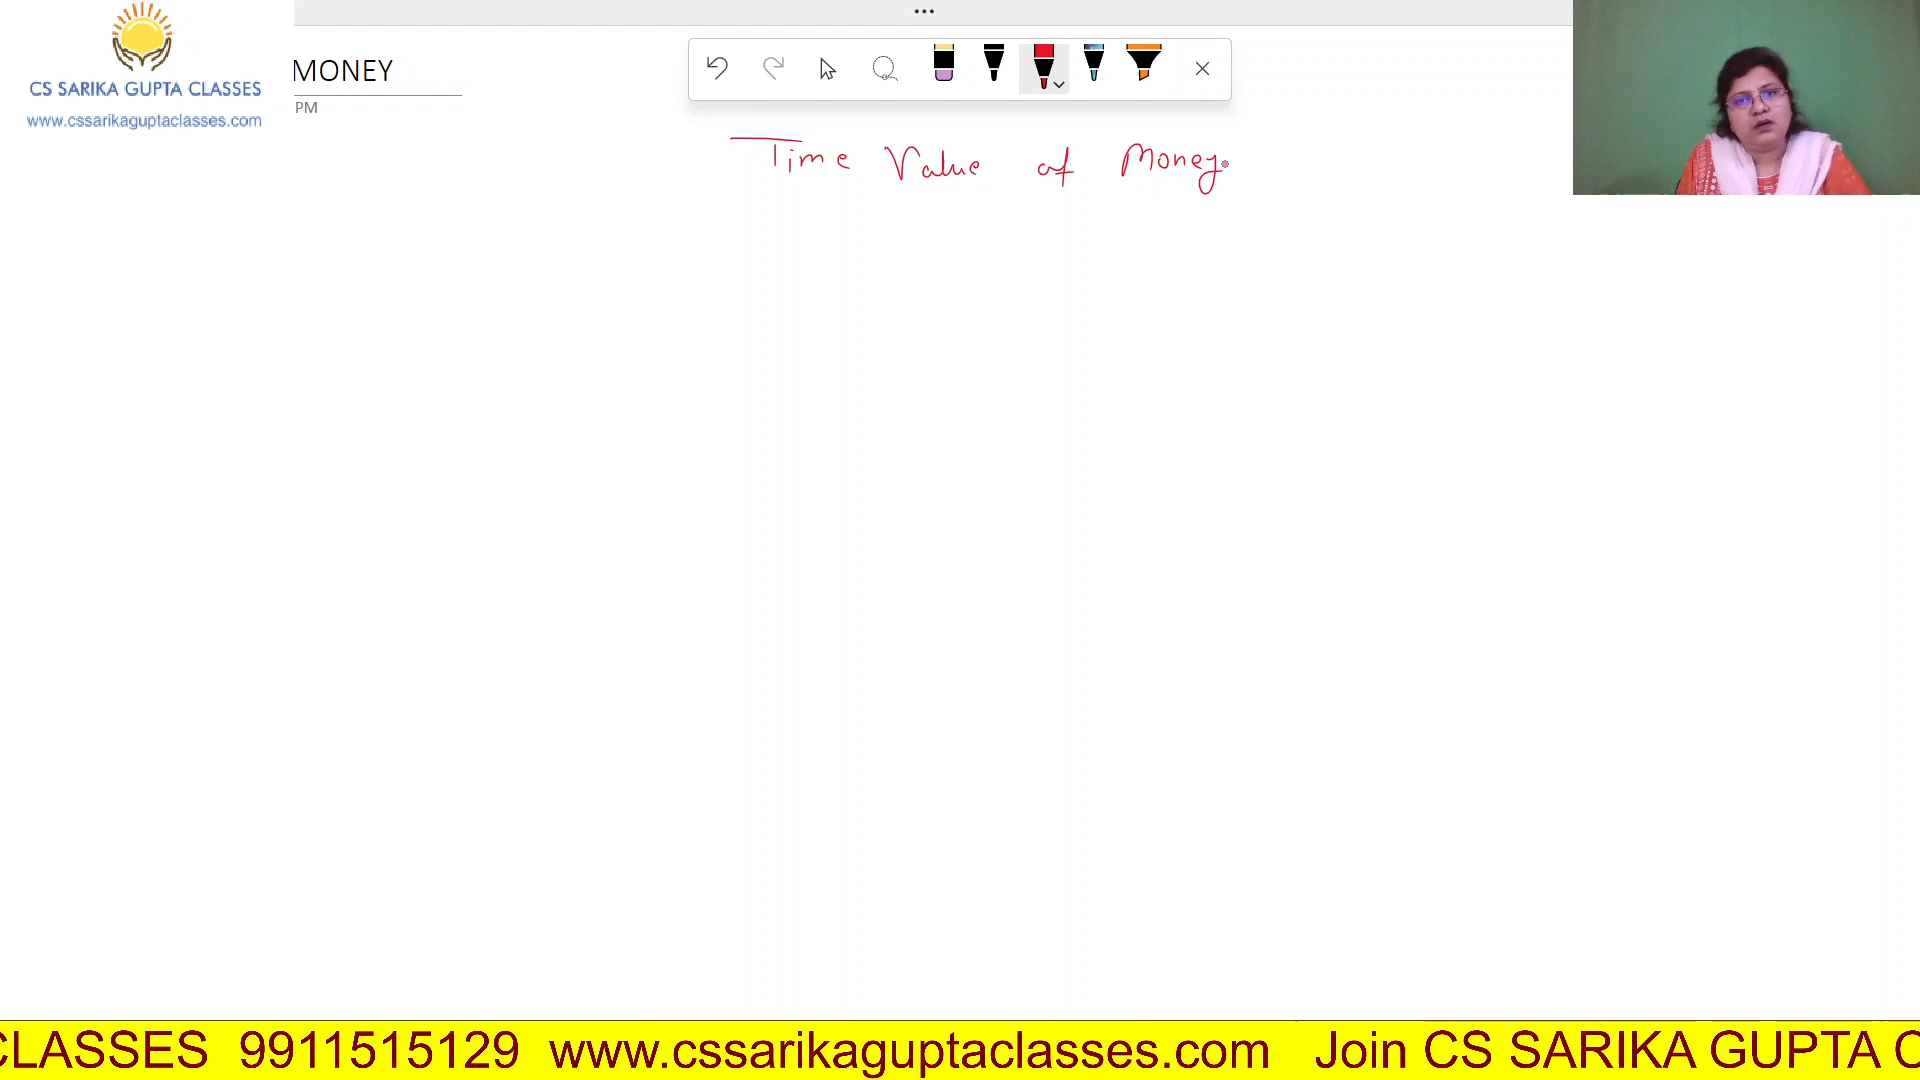 CS SARIKA GUPTA CLASSES
www.cssarikaguptaclasses.com
MONEY
PM
Time Value of Money
CLASSES 9911515129 www.cssarikaguptaclasses.com Join CS SARIKA GUPTA C